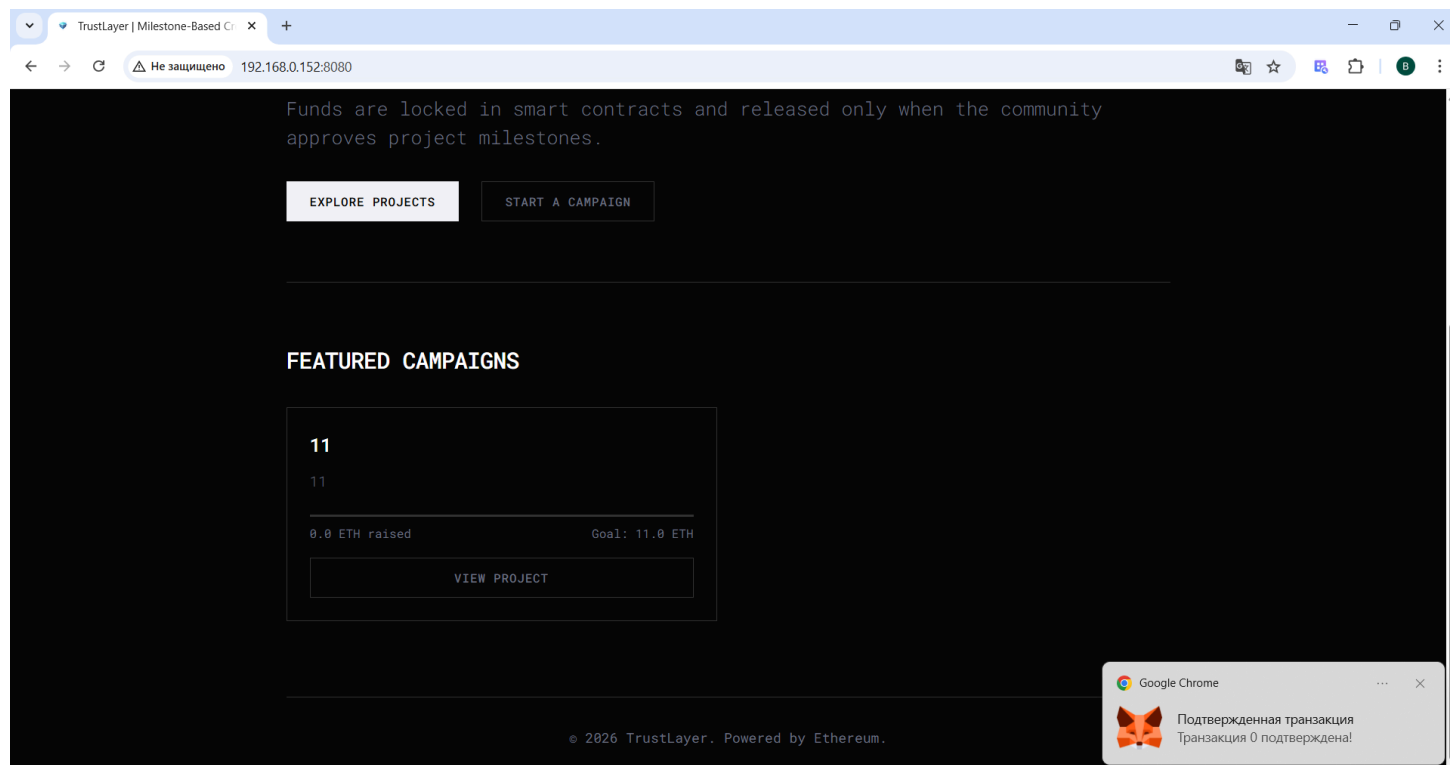 TrustLayer | Milestone-Based Cr
Не защищено
192.168.0.152:8080
B
Funds are locked in smart contracts and released only when the community
approves project milestones.
EXPLORE PROJECTS
START A CAMPAIGN
FEATURED CAMPAIGNS
11
11
0.0 ETH raised
Goal: 11.0 ETH
VIEW PROJECT
© 2026 TrustLayer. Powered by Ethereum.
Google Chrome
Подтвержденная транзакция
Транзакция 0 подтверждена!